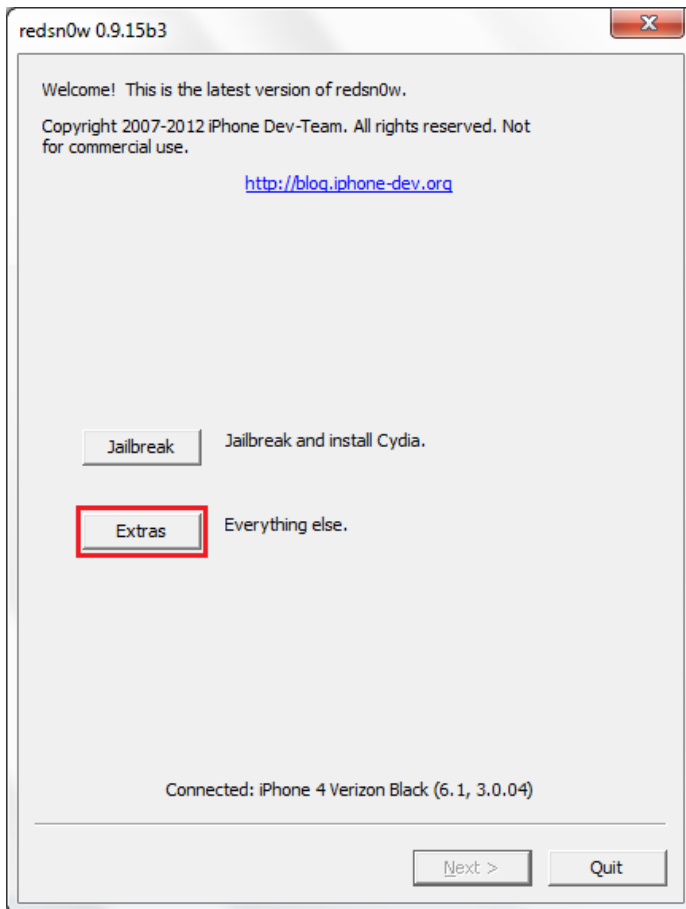 redsn0w 0.9.15b3
Welcome!  This is the latest version of redsn0w.
Copyright 2007-2012 iPhone Dev-Team. All rights reserved. Not
for commercial use.
http://blog.iphone-dev.org
Jailbreak
Jailbreak and install Cydia.
Extras
Everything else.
Connected: iPhone 4 Verizon Black (6.1, 3.0.04)
Next >
Quit